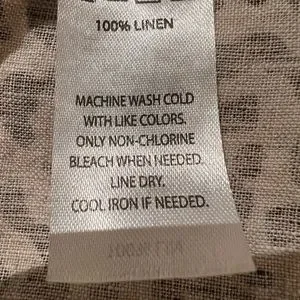 100% LINEN
MACHINE WASH COLD
WITH LIKE COLORS.
ONLY NON-CHLORINE
BLEACH WHEN NEEDED.
LINE DRY.
COOL IRON IF NEEDED.